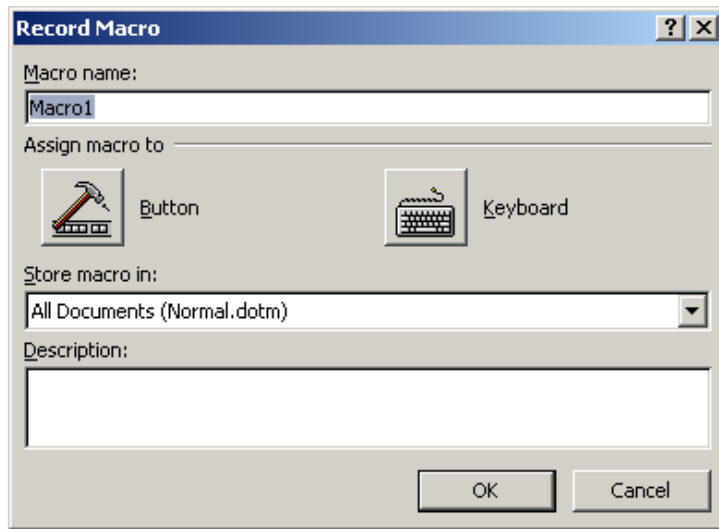 Record Macro
Macro name:
Macro1
Assign macro to
Button Keyboard
Store macro in:
All Documents (Normal.dotm)
Description:
OK Cancel